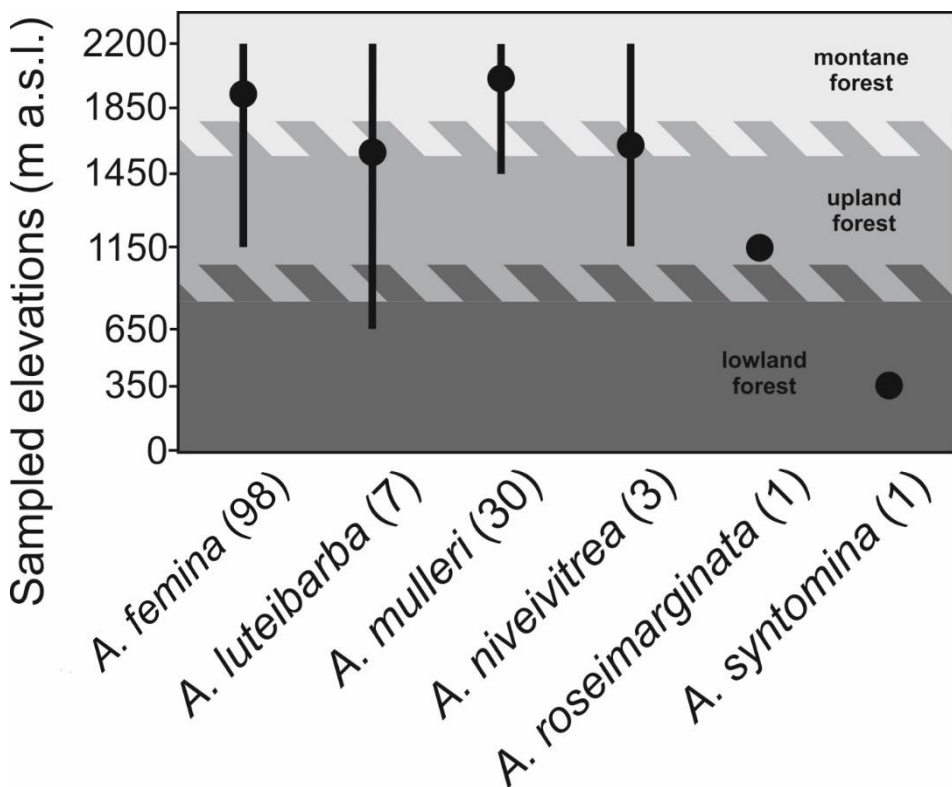 Sampled elevations (m a.s.l.)
2200
1850
1450
1150
650
350
0
montane
forest
upland
forest
lowland
forest
A. femina (98)
A. luteibarba (7)
A. mulleri (30)
A. niveivitrea (3)
A. roseimarginata (1)
A. syntomina (1)